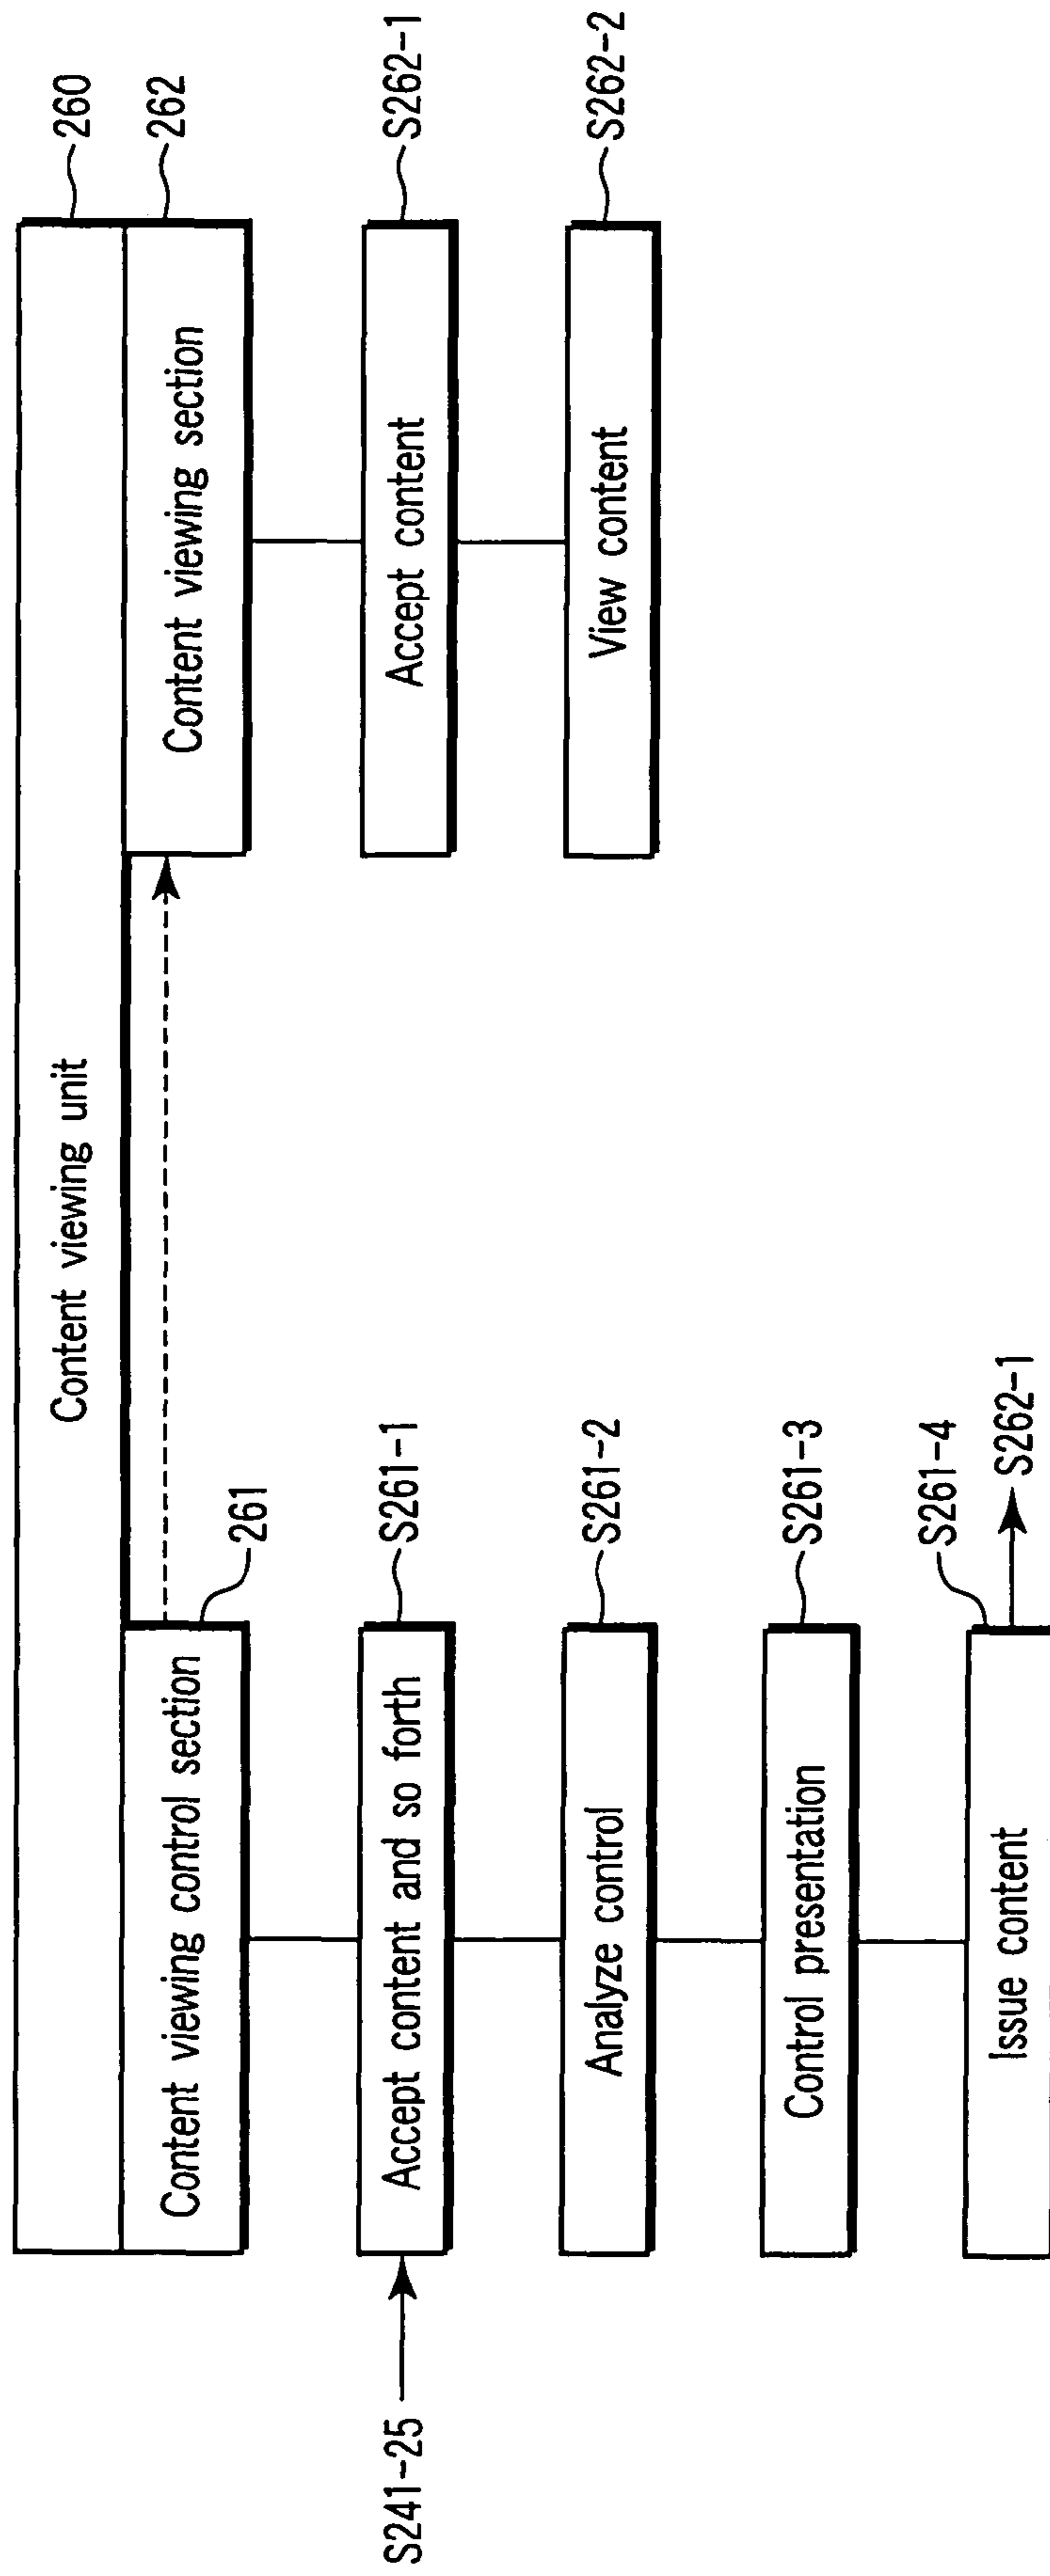 Content viewing unit
260
Content viewing control section
261
Content viewing section
262
S241-25
Accept content and so forth
S261-1
Accept content
S262-1
Analyze control
S261-2
View content
S262-2
Control presentation
S261-3
Issue content
S261-4
S262-1